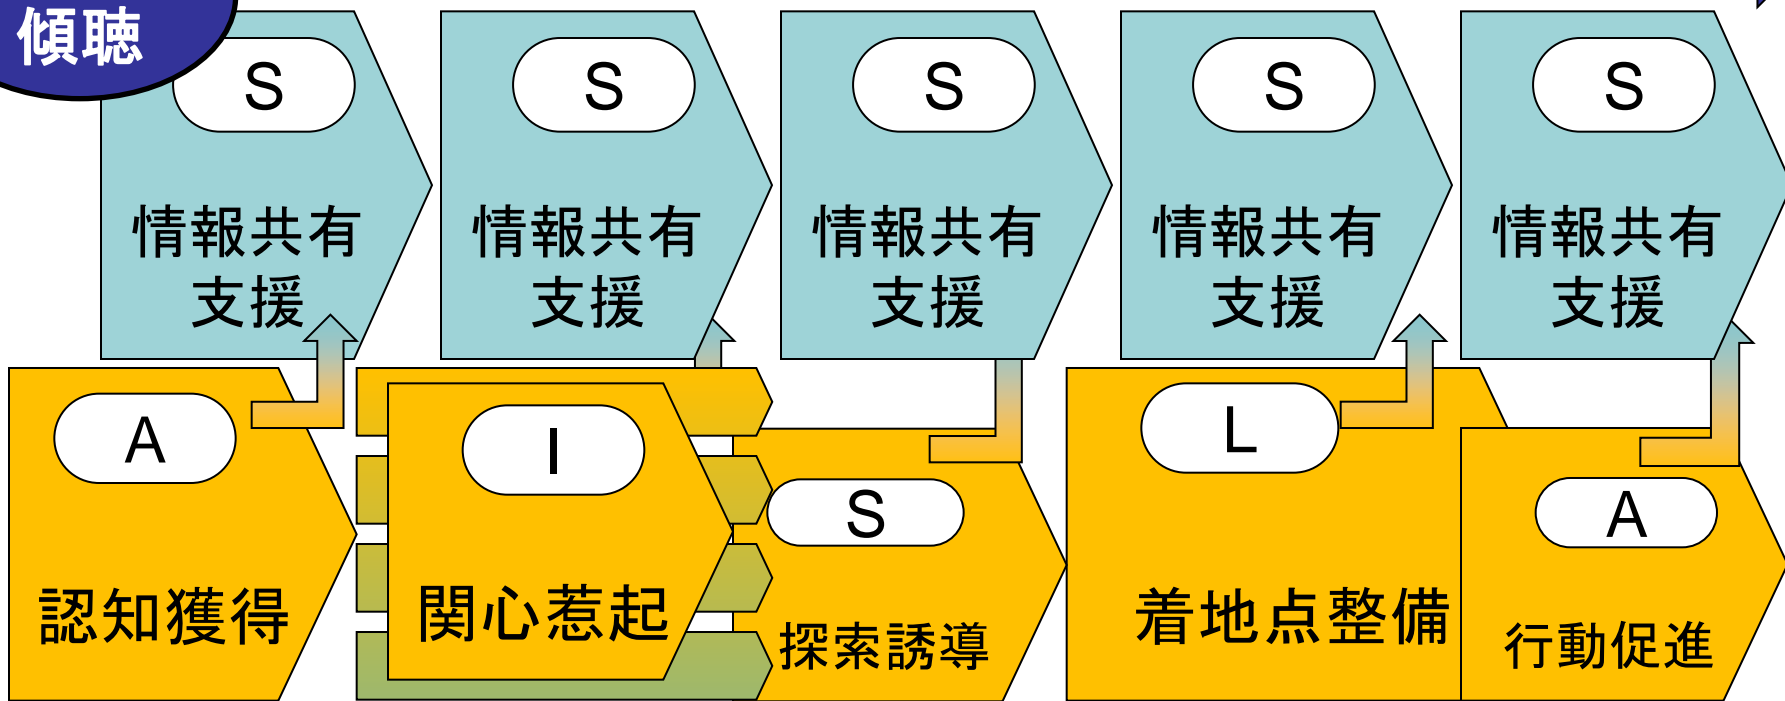 傾聴
S
情報共有
支援
S
情報共有
支援
S
情報共有
支援
S
情報共有
支援
S
情報共有
支援
A
認知獲得
I
関心惹起
S
探索誘導
L
着地点整備
A
行動促進